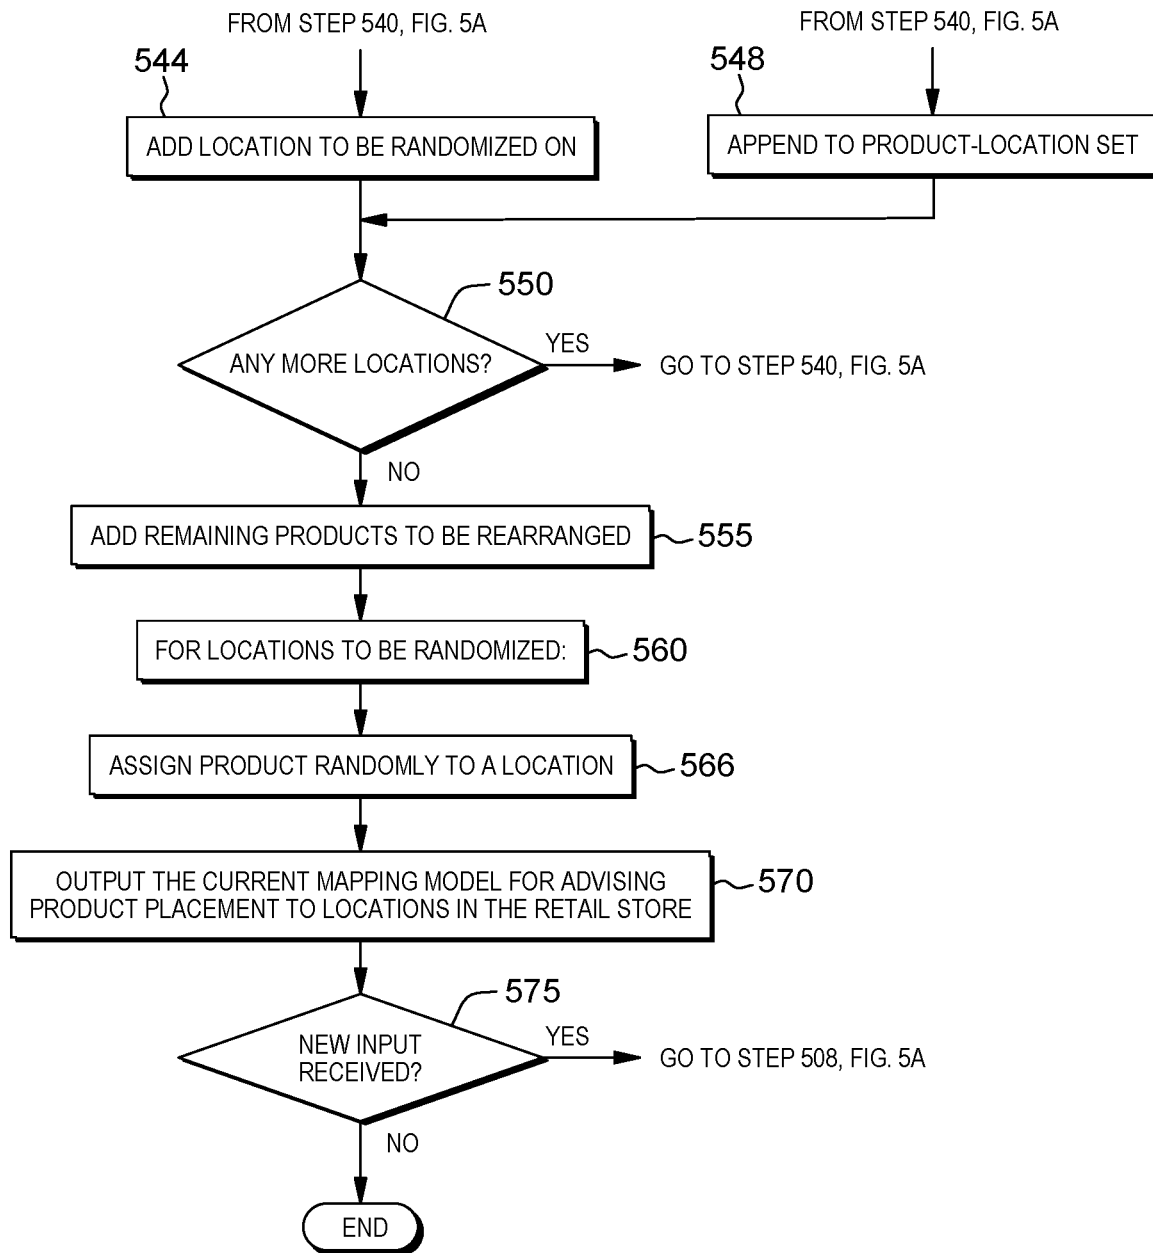 FROM STEP 540, FIG. 5A
FROM STEP 540, FIG. 5A
544
548
ADD LOCATION TO BE RANDOMIZED ON
APPEND TO PRODUCT-LOCATION SET
550
ANY MORE LOCATIONS?
YES
GO TO STEP 540, FIG. 5A
NO
ADD REMAINING PRODUCTS TO BE REARRANGED
555
FOR LOCATIONS TO BE RANDOMIZED:
560
ASSIGN PRODUCT RANDOMLY TO A LOCATION
566
OUTPUT THE CURRENT MAPPING MODEL FOR ADVISING
PRODUCT PLACEMENT TO LOCATIONS IN THE RETAIL STORE
570
575
NEW INPUT
RECEIVED?
YES
GO TO STEP 508, FIG. 5A
NO
END